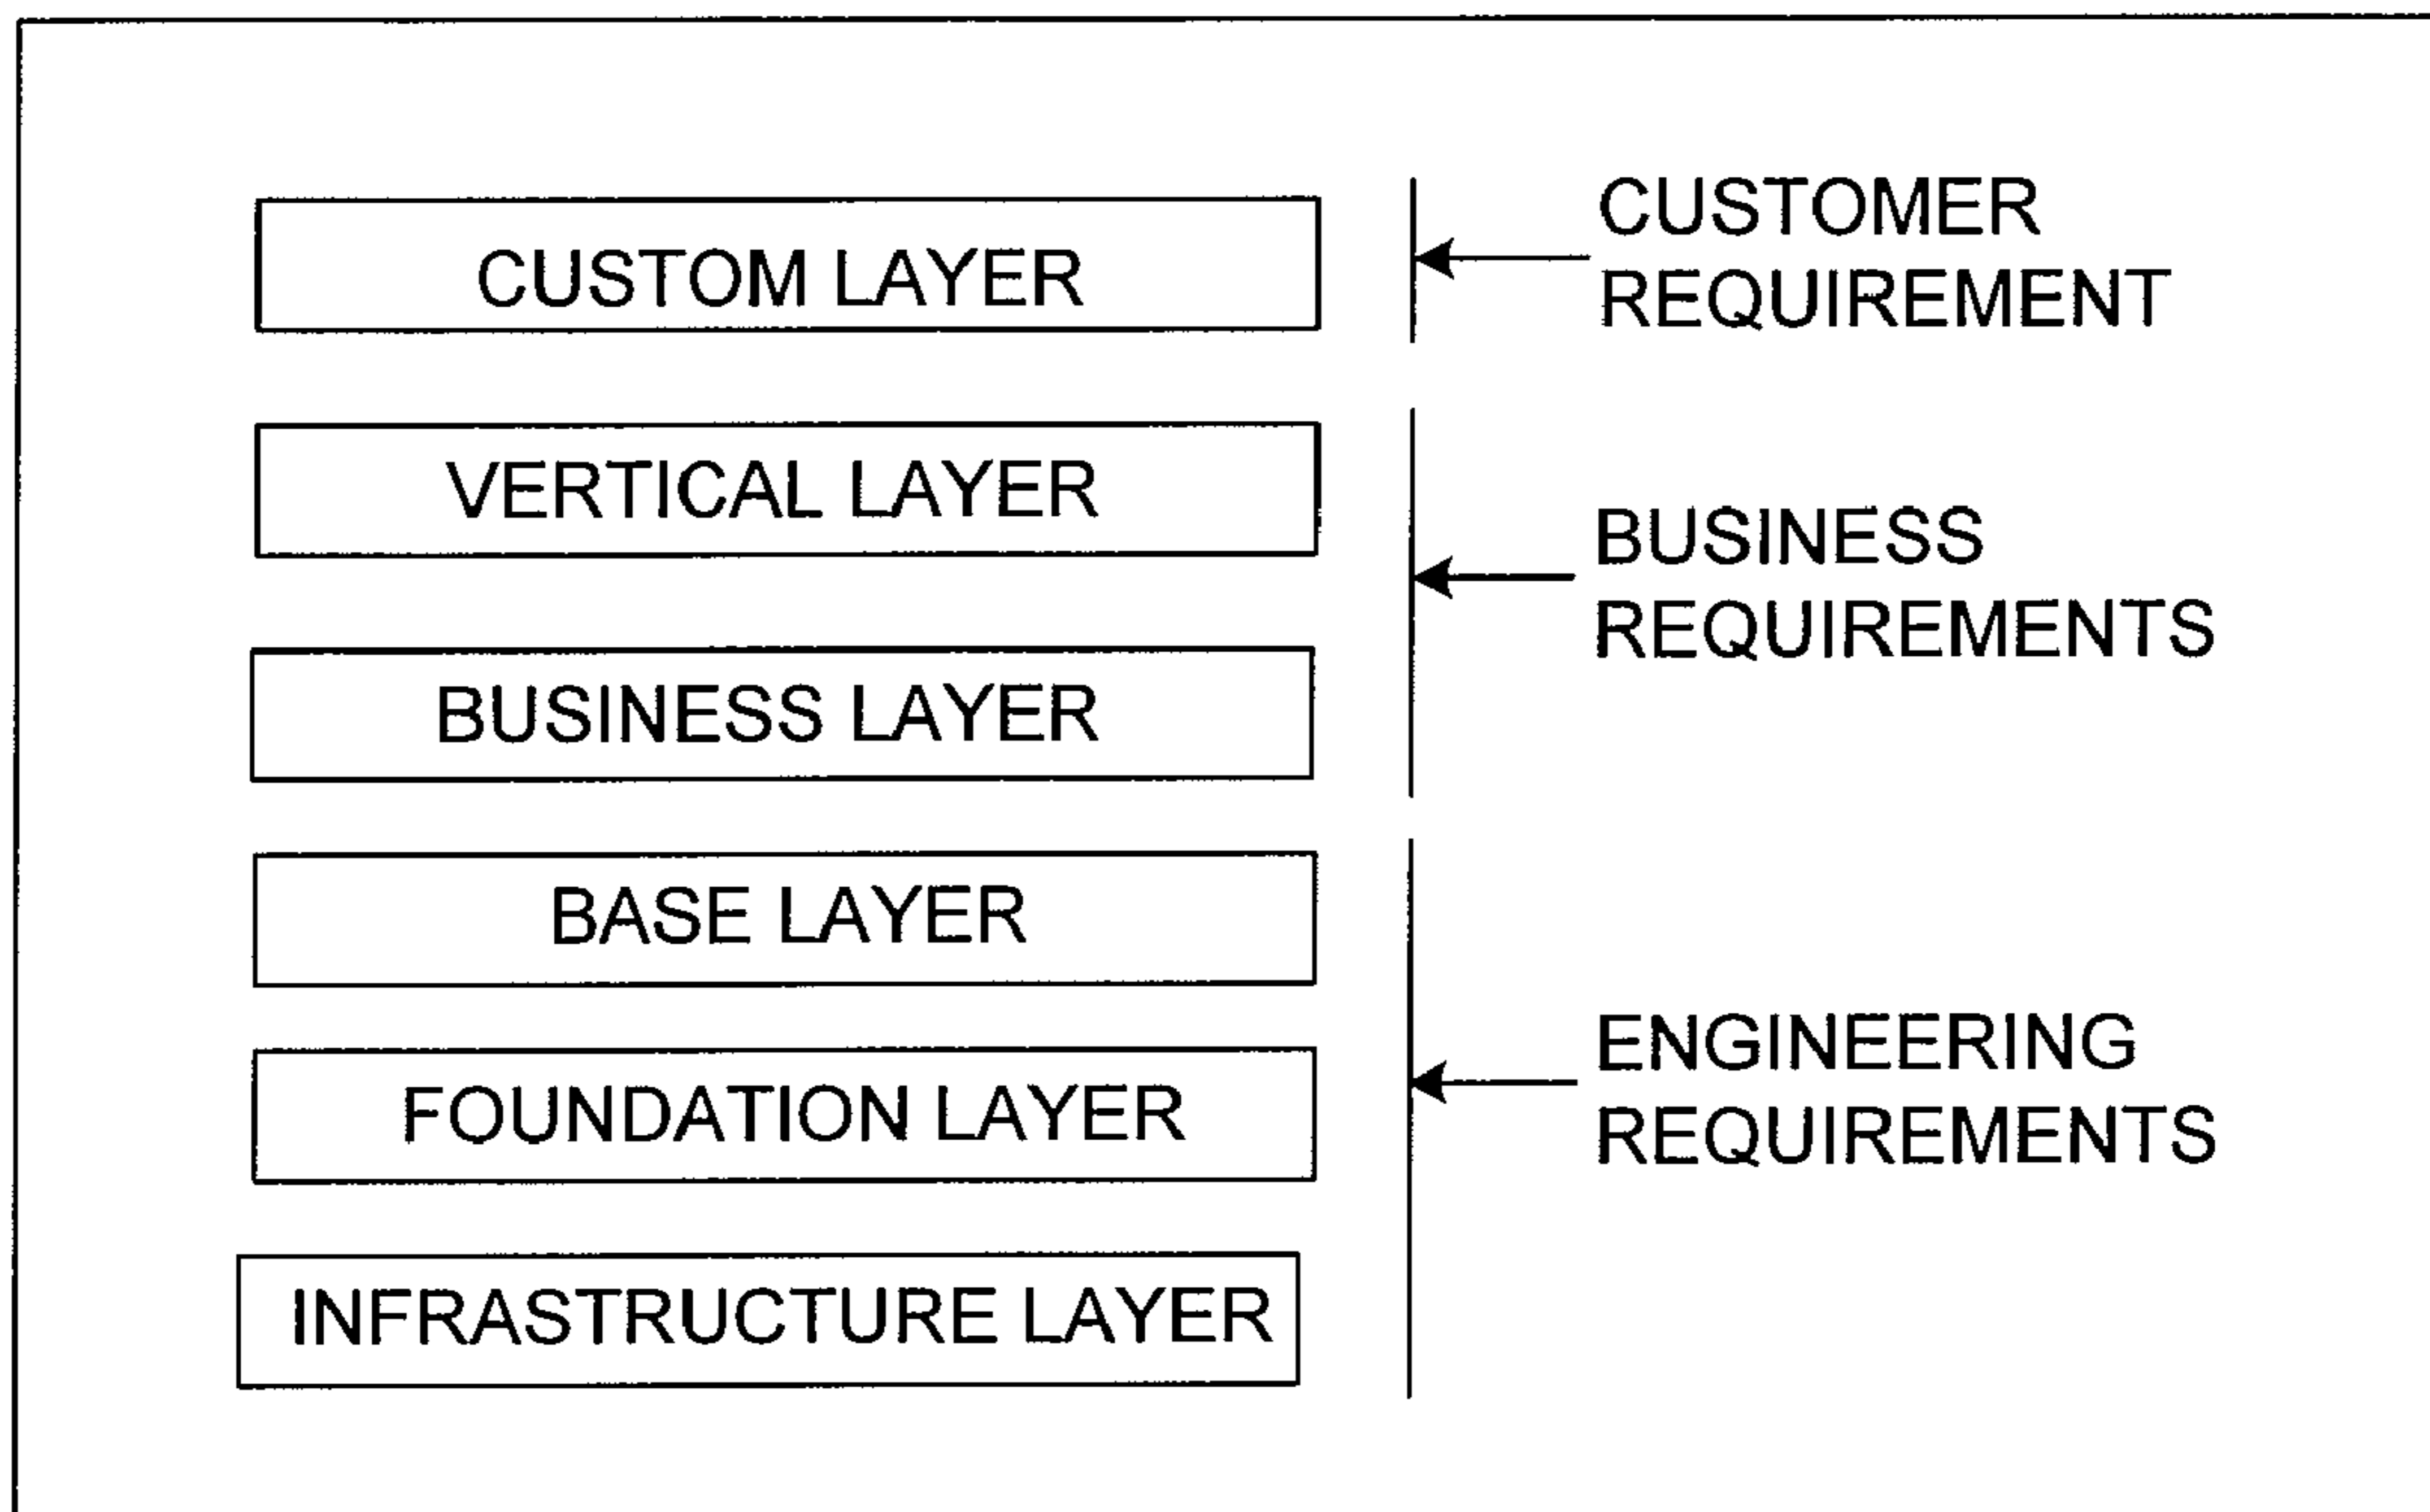 CUSTOM LAYER
CUSTOMER
REQUIREMENT
VERTICAL LAYER
BUSINESS
REQUIREMENTS
BUSINESS LAYER
BASE LAYER
FOUNDATION LAYER
ENGINEERING
REQUIREMENTS
INFRASTRUCTURE LAYER